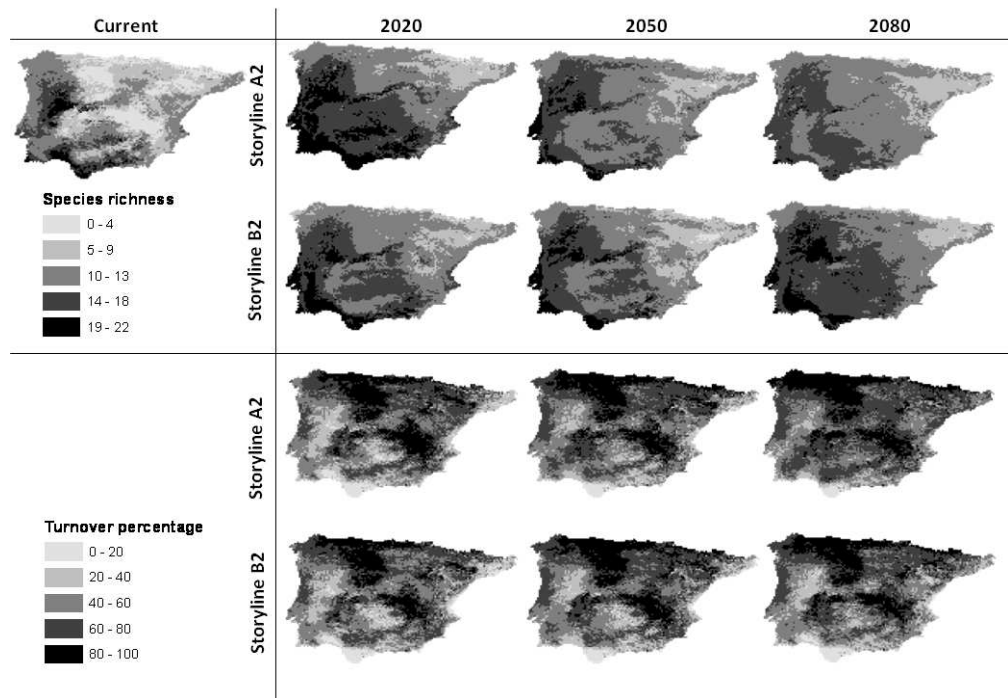 Current 2020 2050 2080
Storyline A2
Species richness
0 - 4
5 - 9
10 - 13
14 - 18
19 - 22
Storyline B2
Storyline A2
Turnover percentage
0 - 20
20 - 40
40 - 60
60 - 80
80 - 100
Storyline B2